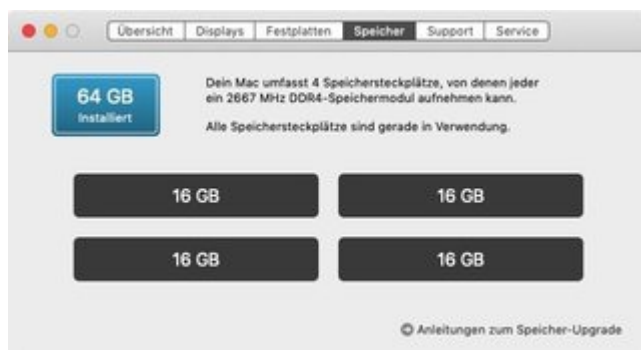 Übersicht Displays Festplatten Speicher Support Service
64 GB
Installiert
Dein Mac umfasst 4 Speichersteckplätze, von denen jeder
ein 2667 MHz DDR4-Speichermodul aufnehmen kann.
Alle Speichersteckplätze sind gerade in Verwendung.
16 GB 16 GB
16 GB 16 GB
Anleitungen zum Speicher-Upgrade